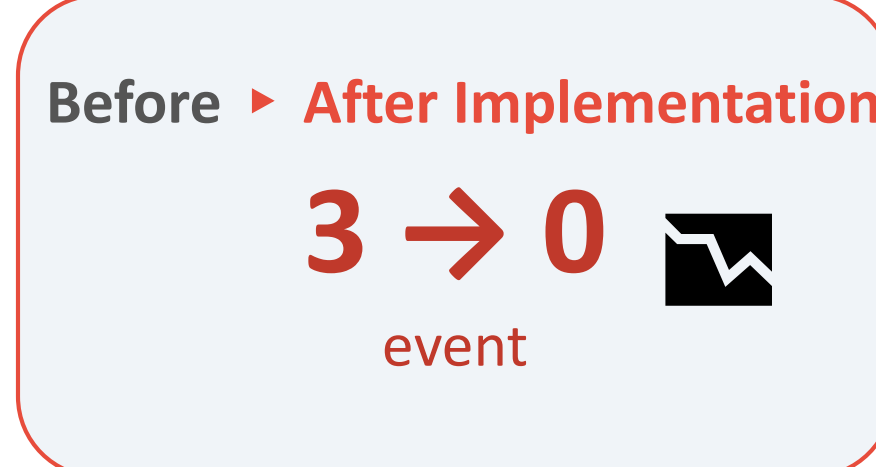 Before ▶ After Implementation
3 → 0
event